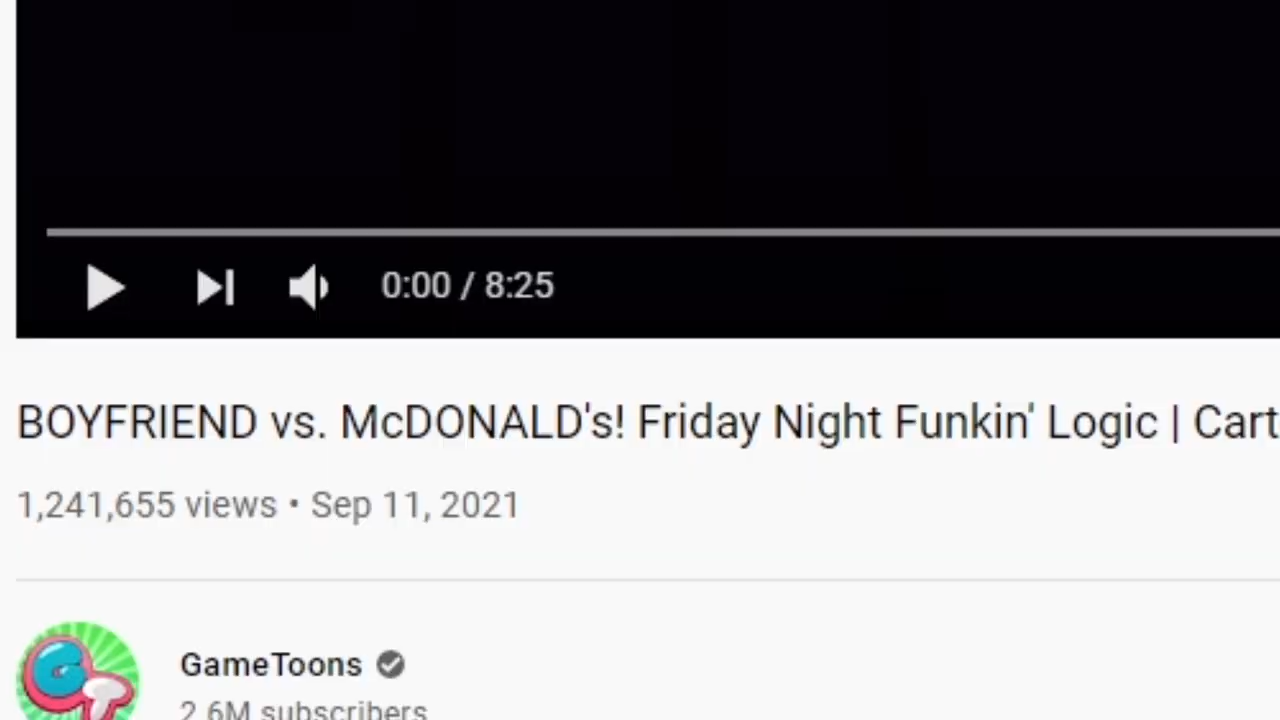 0:00 / 8:25
BOYFRIEND vs. McDONALD's! Friday Night Funkin' Logic | Cart
1,241,655 views • Sep 11, 2021
GameToons
2.6M subscribers